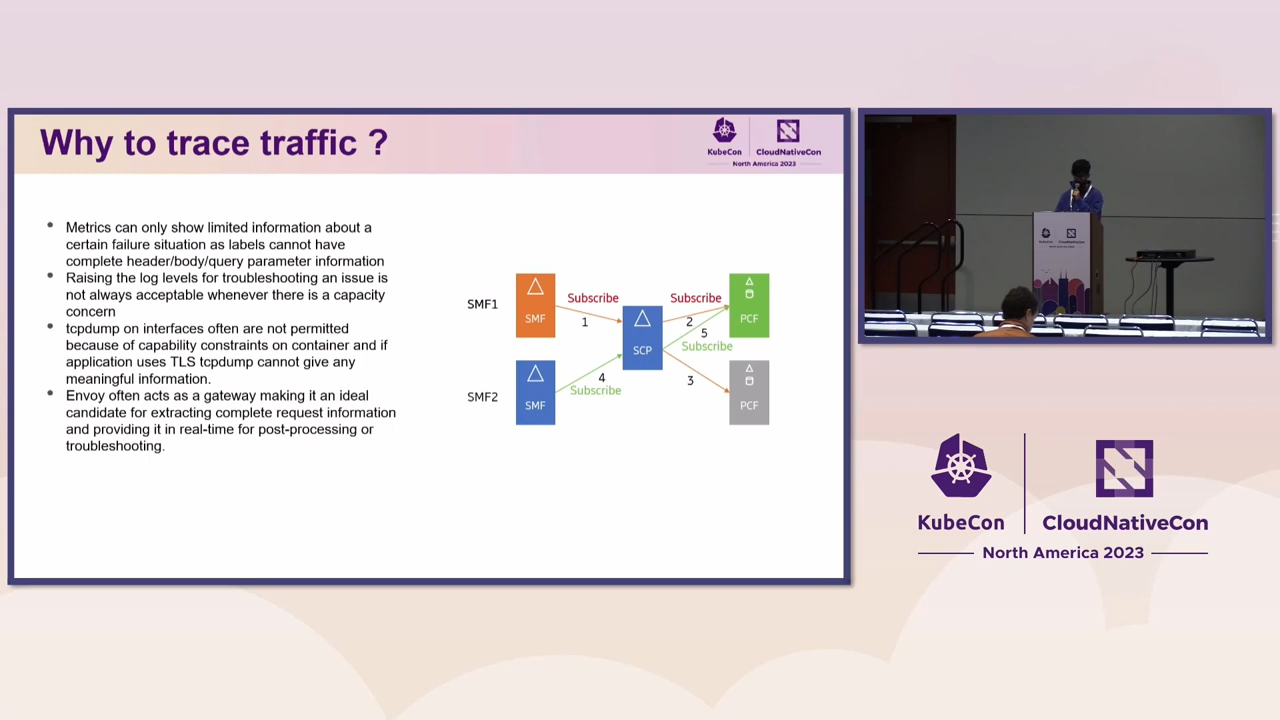 Why to trace traffic ?
KubeCon
CloudNativeCon
North America 2023
Metrics can only show limited information about a
certain failure situation as labels cannot have
complete header/body/query parameter information
Raising the log levels for troubleshooting an issue is
not always acceptable whenever there is a capacity
concern
tcpdump on interfaces often are not permitted
because of capability constraints on container and if
application uses TLS tcpdump cannot give any
meaningful information.
Envoy often acts as a gateway making it an ideal
candidate for extracting complete request information
and providing it in real-time for post-processing or
troubleshooting.
SMF1
SMF
Subscribe
1
SCP
Subscribe
2
5
Subscribe
PCF
SMF2
SMF
4
Subscribe
3
PCF
KubeCon
CloudNativeCon
North America 2023